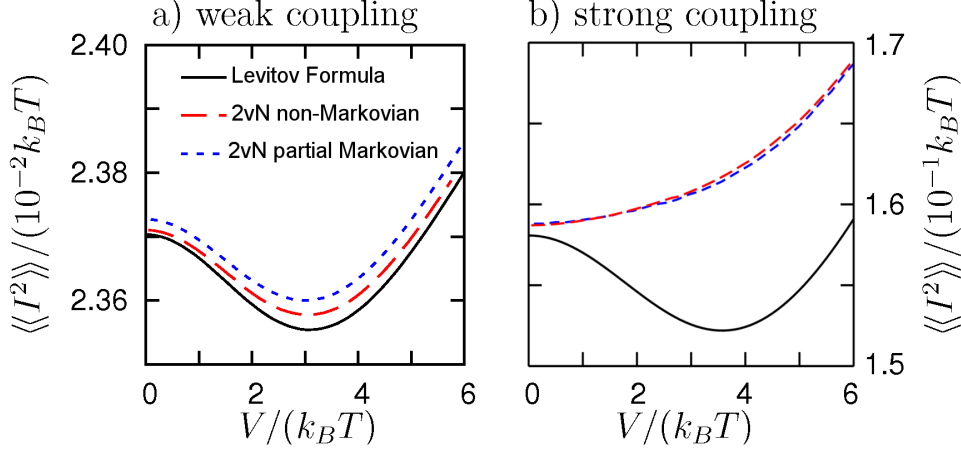 a) weak coupling
⟨⟨I²⟩⟩/(10⁻²k_BT)
2.40
2.38
2.36
Levitov Formula
2vN non-Markovian
2vN partial Markovian
0 2 4 6
V/(k_BT)
b) strong coupling
1.7
1.6
1.5
⟨⟨I²⟩⟩/(10⁻¹k_BT)
0 2 4 6
V/(k_BT)